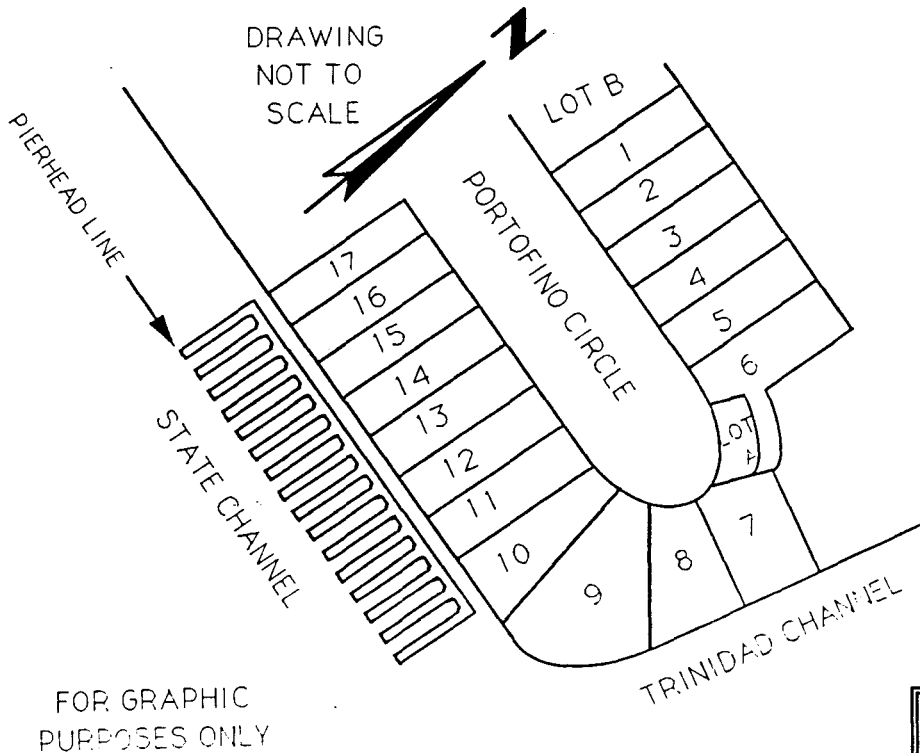 DRAWING
NOT TO
SCALE
N
PIERHEAD LINE
PORTOFINO CIRCLE
LOT B
1
2
3
4
5
6
LOT
A
7
8
9
10
11
12
13
14
15
16
17
STATE CHANNEL
TRINIDAD CHANNEL
FOR GRAPHIC
PURPOSES ONLY